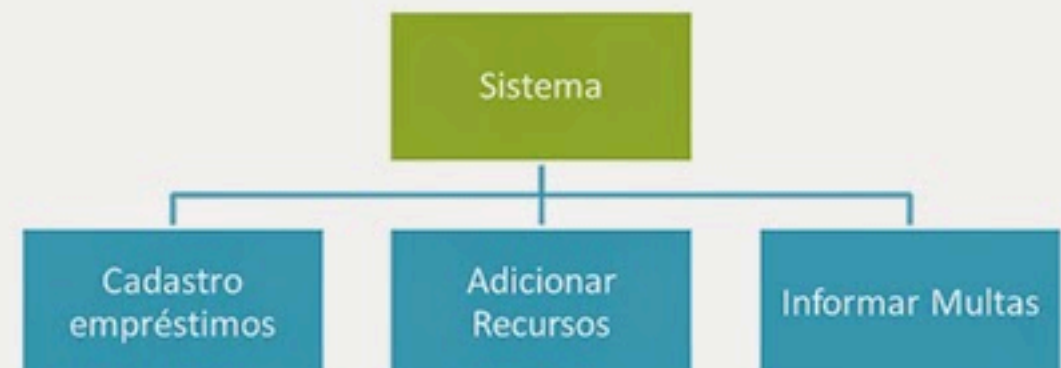 Sistema
Cadastro
empréstimos
Adicionar
Recursos
Informar Multas